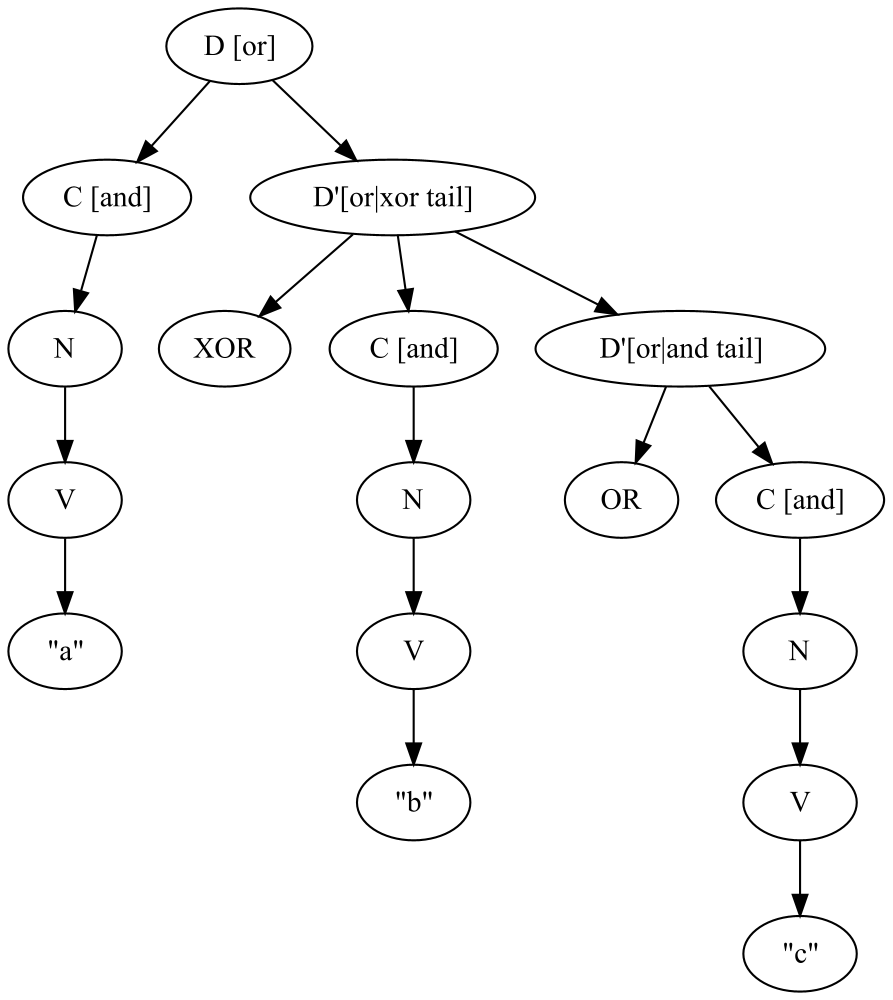 D [or]
C [and]
D'[or|xor tail]
N
XOR
C [and]
D'[or|and tail]
V
N
OR
C [and]
"a"
V
N
"b"
V
"c"